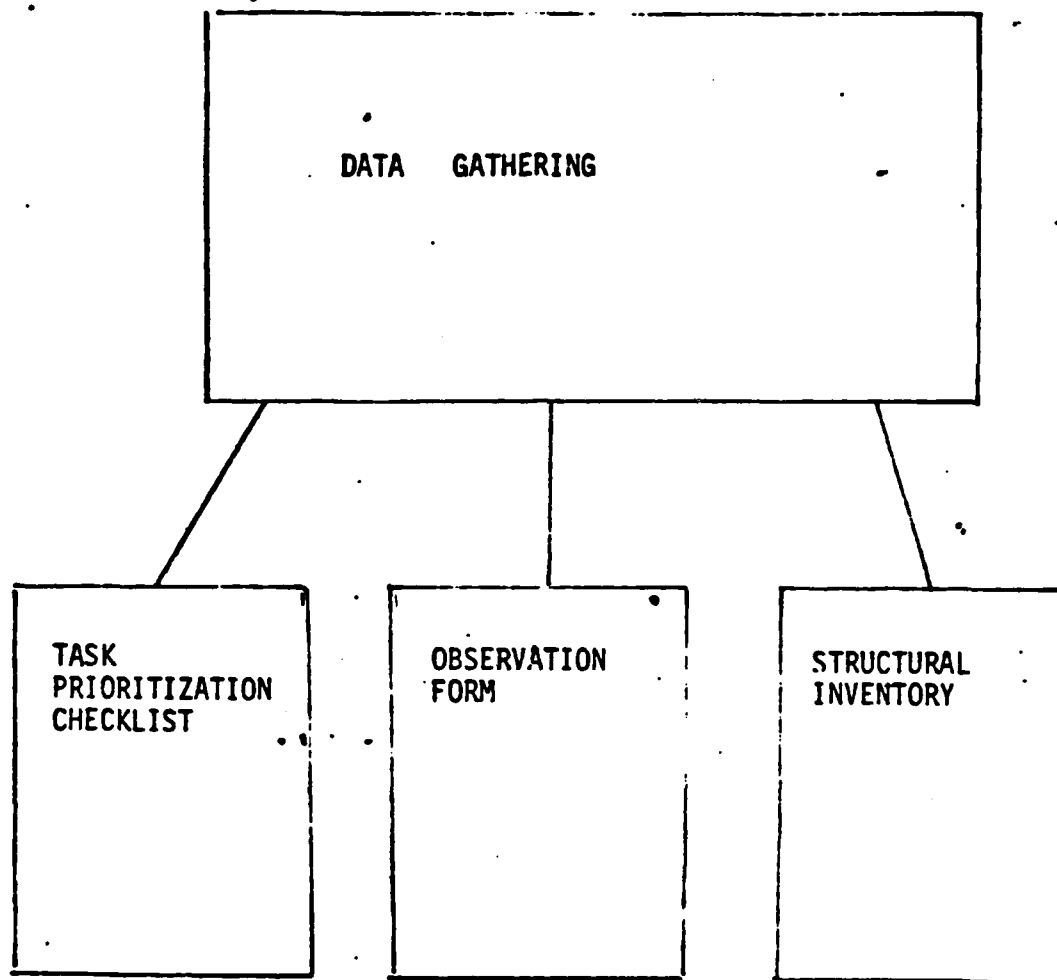 DATA GATHERING
TASK
PRIORITIZATION
CHECKLIST
OBSERVATION
FORM
STRUCTURAL
INVENTORY